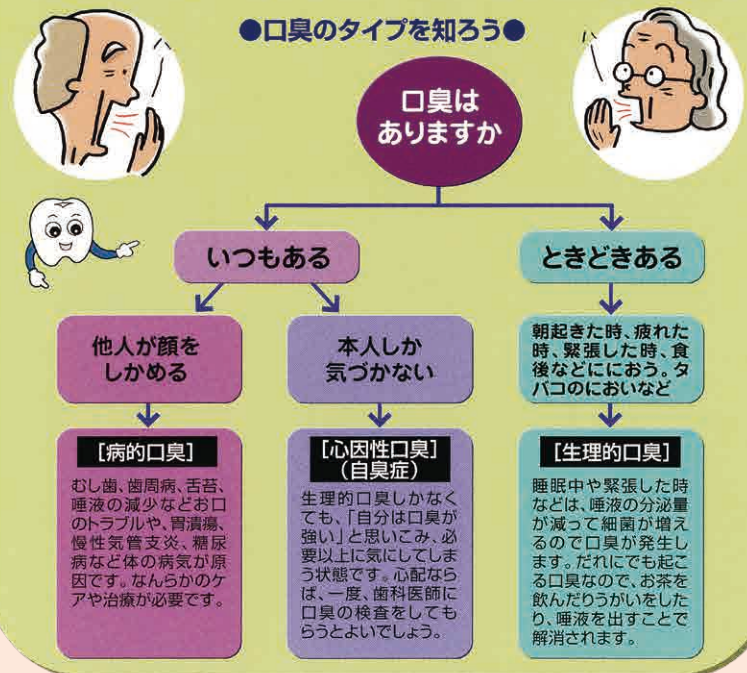 ●口臭のタイプを知ろう●
口臭は
ありますか
いつもある
ときどきある
他人が顔を
しかめる
本人しか
気づかない
朝起きた時、疲れた
時、緊張した時、食
後などににおう。タ
バコのにおいなど
[病的口臭]
むし歯、歯周病、舌苔、
唾液の減少などお口
のトラブルや、胃潰瘍、
慢性気管支炎、糖尿
病など体の病気が原
因です。なんらかのケ
アや治療が必要です。
[心因性口臭]
(自臭症)
生理的口臭しかなく
ても、「自分は口臭が
強い」と思いこみ、必
要以上に気にしてしま
う状態です。心配なら
ば、一度、歯科医師に
口臭の検査をしても
らうとよいでしょう。
[生理的口臭]
睡眠中や緊張した時
などは、唾液の分泌量
が減って細菌が増え
るので口臭が発生し
ます。だれにでも起こ
る口臭なので、お茶を
飲んだりうがいをした
り、唾液を出すことで
解消されます。